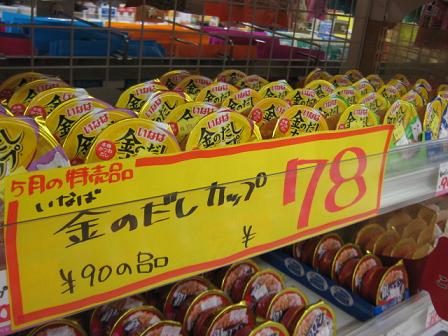 5月の特売品
いなば
金のだしカップ
¥90の品
¥78
いなば
金のだし